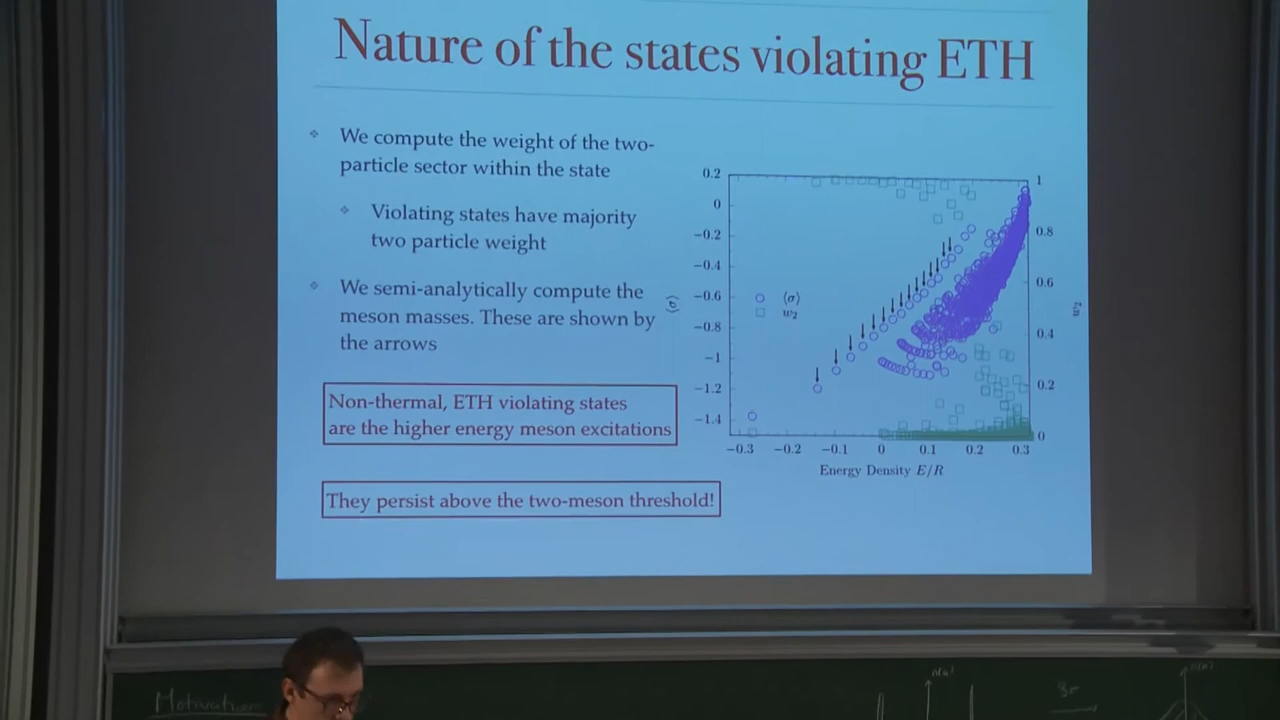 Nature of the states violating ETH
We compute the weight of the two-
particle sector within the state
Violating states have majority
two particle weight
We semi-analytically compute the
meson masses. These are shown by
the arrows
Non-thermal, ETH violating states
are the higher energy meson excitations
They persist above the two-meson threshold!
0.2
0
−0.2
−0.4
−0.6
−0.8
−1
−1.2
−1.4
⟨σ⟩
⟨σ⟩
w₂
1
0.8
0.6
0.4
0.2
0
−0.3 −0.2 −0.1 0 0.1 0.2 0.3
Energy Density E/R
Motivation